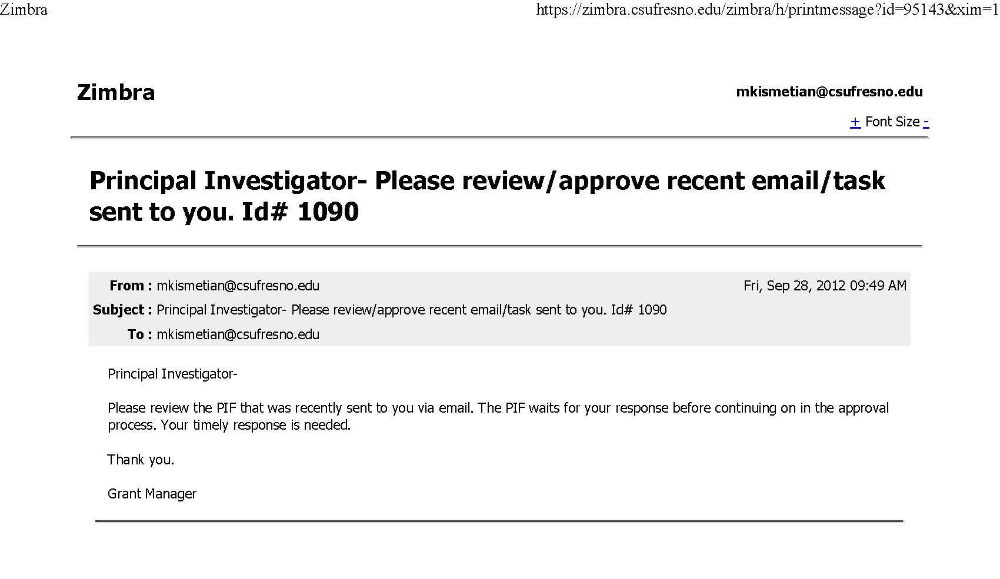 Zimbra https://zimbra.csufresno.edu/zimbra/h/printmessage?id=95143&xim=1
Zimbra mkismetian@csufresno.edu
+ Font Size -
Principal Investigator- Please review/approve recent email/task
sent to you. Id# 1090
From : mkismetian@csufresno.edu Fri, Sep 28, 2012 09:49 AM
Subject : Principal Investigator- Please review/approve recent email/task sent to you. Id# 1090
To : mkismetian@csufresno.edu
Principal Investigator-
Please review the PIF that was recently sent to you via email. The PIF waits for your response before continuing on in the approval
process. Your timely response is needed.
Thank you.
Grant Manager